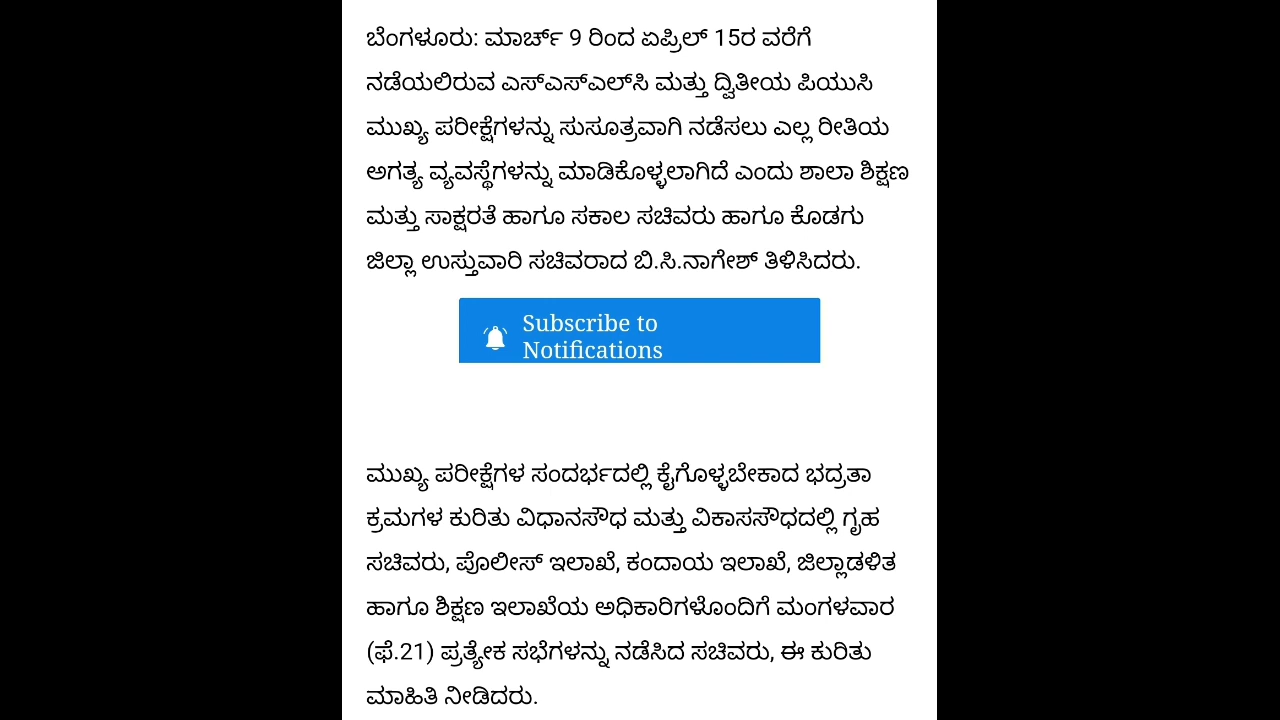 ಬೆಂಗಳೂರು: ಮಾರ್ಚ್ 9 ರಿಂದ ಏಪ್ರಿಲ್ 15ರ ವರೆಗೆ
ನಡೆಯಲಿರುವ ಎಸ್‌ಎಸ್‌ಎಲ್‌ಸಿ ಮತ್ತು ದ್ವಿತೀಯ ಪಿಯುಸಿ
ಮುಖ್ಯ ಪರೀಕ್ಷೆಗಳನ್ನು ಸುಸೂತ್ರವಾಗಿ ನಡೆಸಲು ಎಲ್ಲ ರೀತಿಯ
ಅಗತ್ಯ ವ್ಯವಸ್ಥೆಗಳನ್ನು ಮಾಡಿಕೊಳ್ಳಲಾಗಿದೆ ಎಂದು ಶಾಲಾ ಶಿಕ್ಷಣ
ಮತ್ತು ಸಾಕ್ಷರತೆ ಹಾಗೂ ಸಕಾಲ ಸಚಿವರು ಹಾಗೂ ಕೊಡಗು
ಜಿಲ್ಲಾ ಉಸ್ತುವಾರಿ ಸಚಿವರಾದ ಬಿ.ಸಿ.ನಾಗೇಶ್ ತಿಳಿಸಿದರು.
Subscribe to
Notifications
ಮುಖ್ಯ ಪರೀಕ್ಷೆಗಳ ಸಂದರ್ಭದಲ್ಲಿ ಕೈಗೊಳ್ಳಬೇಕಾದ ಭದ್ರತಾ
ಕ್ರಮಗಳ ಕುರಿತು ವಿಧಾನಸೌಧ ಮತ್ತು ವಿಕಾಸಸೌಧದಲ್ಲಿ ಗೃಹ
ಸಚಿವರು, ಪೊಲೀಸ್ ಇಲಾಖೆ, ಕಂದಾಯ ಇಲಾಖೆ, ಜಿಲ್ಲಾಡಳಿತ
ಹಾಗೂ ಶಿಕ್ಷಣ ಇಲಾಖೆಯ ಅಧಿಕಾರಿಗಳೊಂದಿಗೆ ಮಂಗಳವಾರ
(ಫೆ.21) ಪ್ರತ್ಯೇಕ ಸಭೆಗಳನ್ನು ನಡೆಸಿದ ಸಚಿವರು, ಈ ಕುರಿತು
ಮಾಹಿತಿ ನೀಡಿದರು.